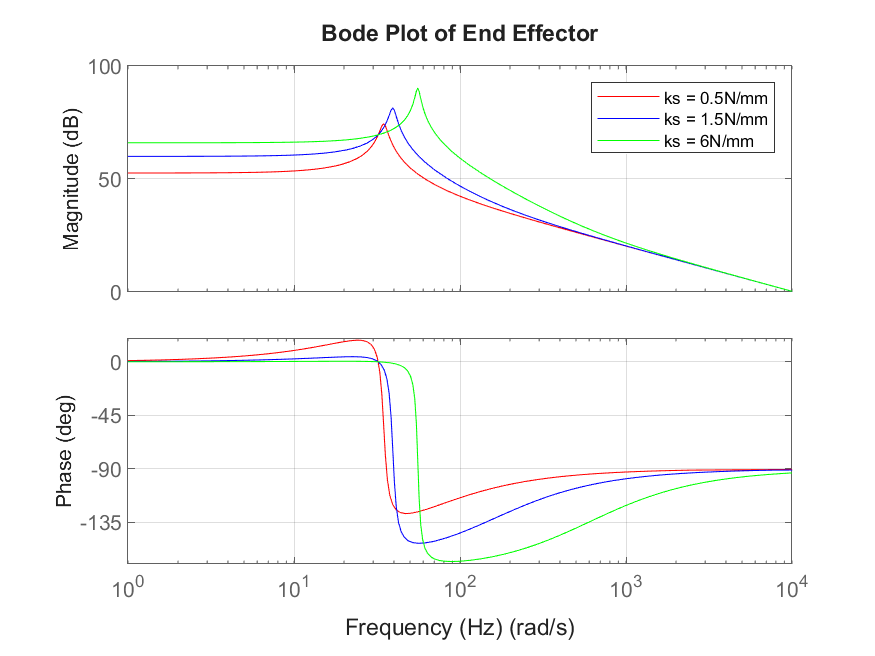 Bode Plot of End Effector
100
50
0
Magnitude (dB)
ks = 0.5N/mm
ks = 1.5N/mm
ks = 6N/mm
0
-45
-90
-135
Phase (deg)
10^0 10^1 10^2 10^3 10^4
Frequency (Hz) (rad/s)